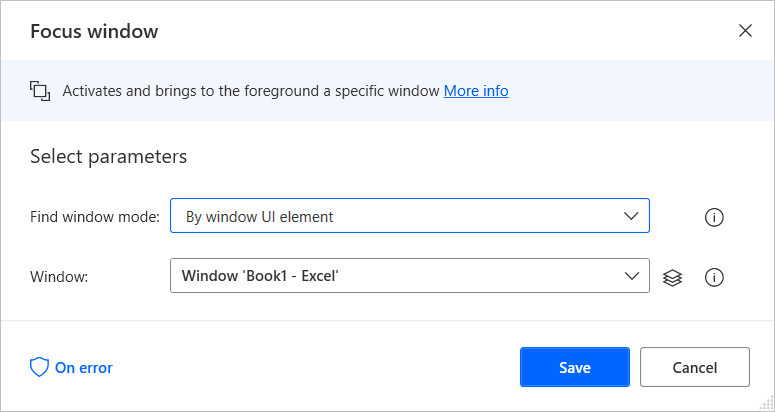 Focus window
Activates and brings to the foreground a specific window More info
Select parameters
Find window mode: By window UI element
Window: Window 'Book1 - Excel'
On error Save Cancel